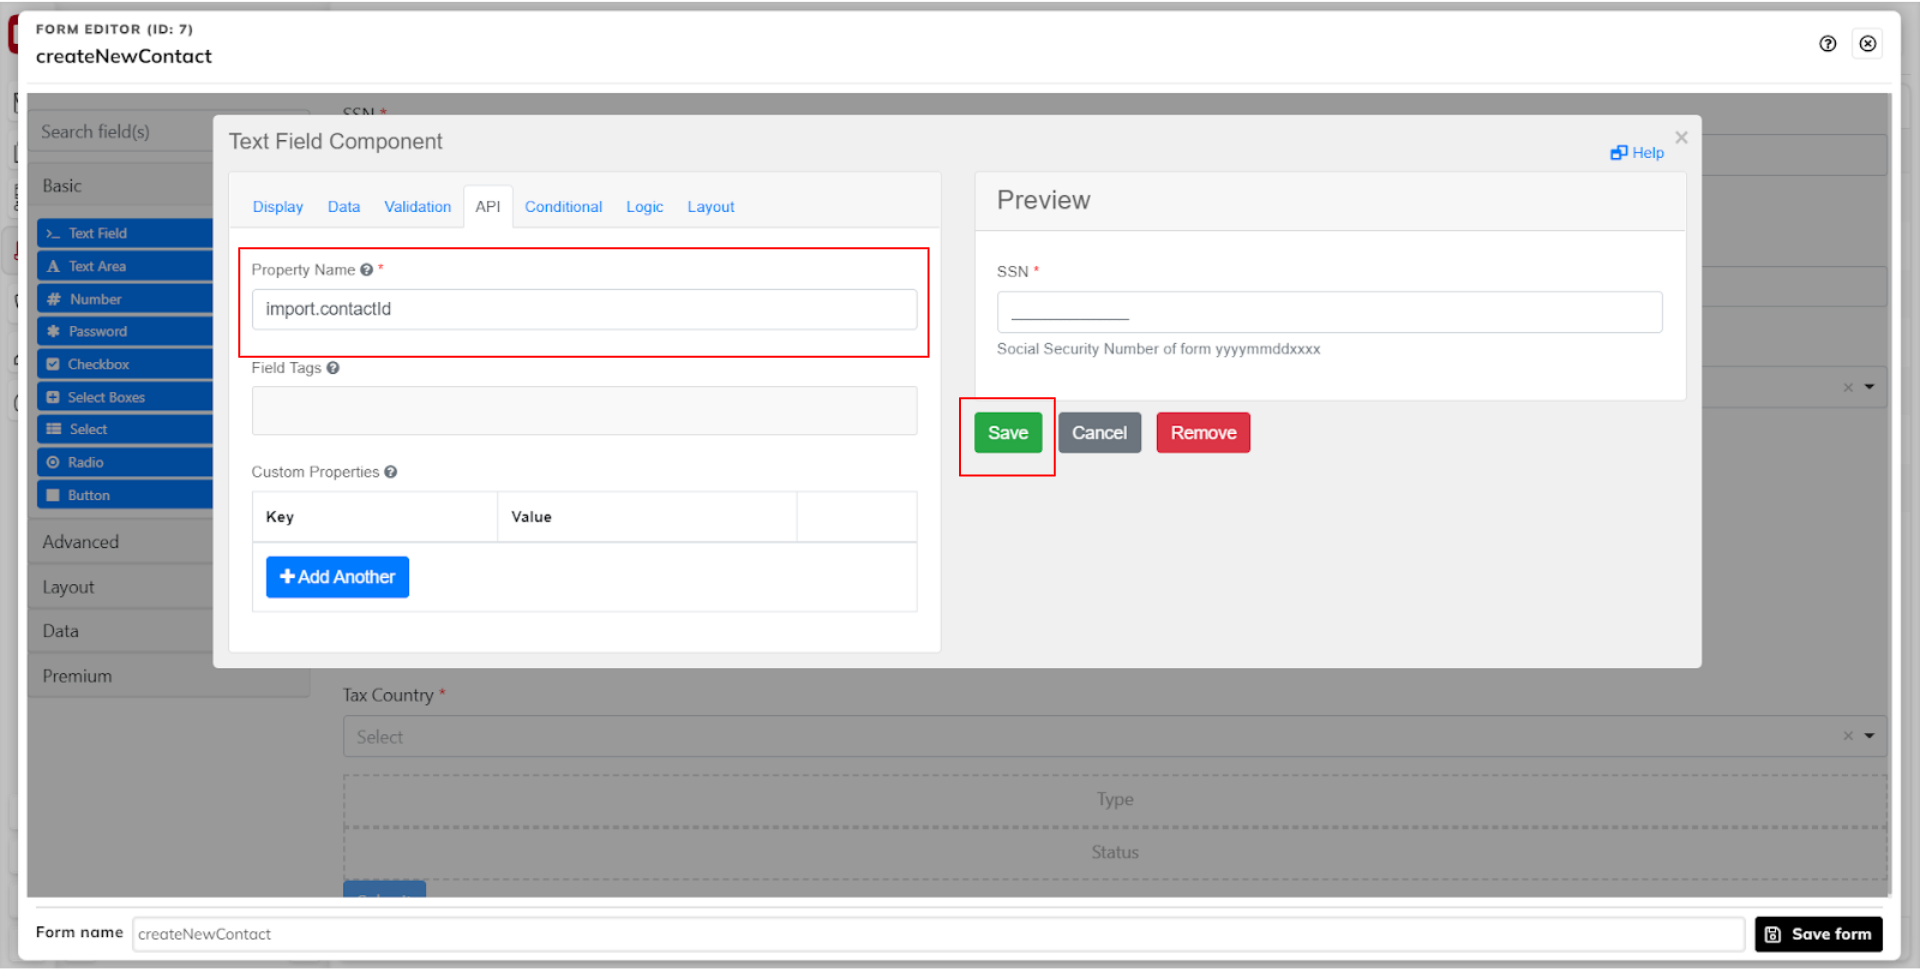 FORM EDITOR (ID: 7)
createNewContact
SSN *
Search field(s)
Basic
Text Field
Text Area
Number
Password
Checkbox
Select Boxes
Select
Radio
Button
Advanced
Layout
Data
Premium
Text Field Component
Help
Display Data Validation API Conditional Logic Layout
Property Name *
import.contactId
Field Tags
Custom Properties
Key Value
Add Another
Preview
SSN *
Social Security Number of form yyyymmddxxxx
Save Cancel Remove
Tax Country *
Select
Type
Status
Form name createNewContact
Save form